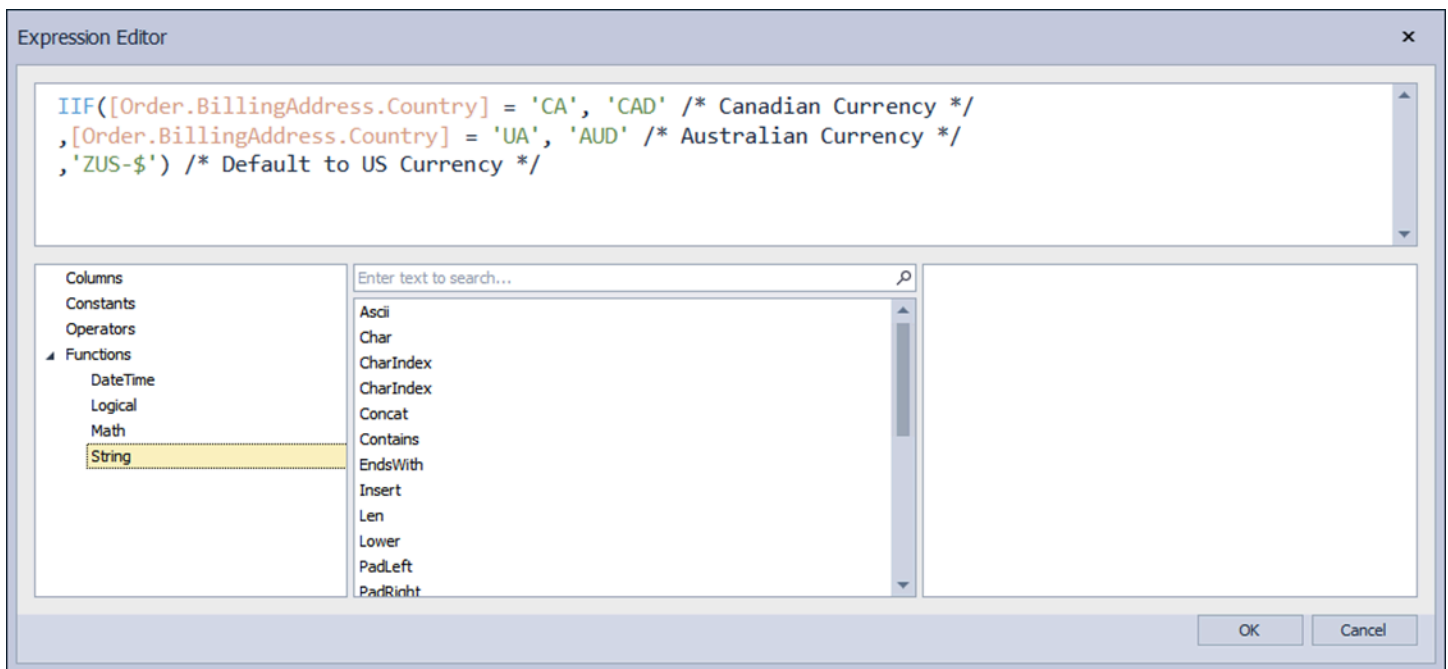 Expression Editor
IIF([Order.BillingAddress.Country] = 'CA', 'CAD' /* Canadian Currency */
,[Order.BillingAddress.Country] = 'UA', 'AUD' /* Australian Currency */
,'ZUS-$') /* Default to US Currency */
Columns
Constants
Operators
Functions
DateTime
Logical
Math
String
Enter text to search...
Ascii
Char
CharIndex
CharIndex
Concat
Contains
EndsWith
Insert
Len
Lower
PadLeft
PadRight
OK
Cancel